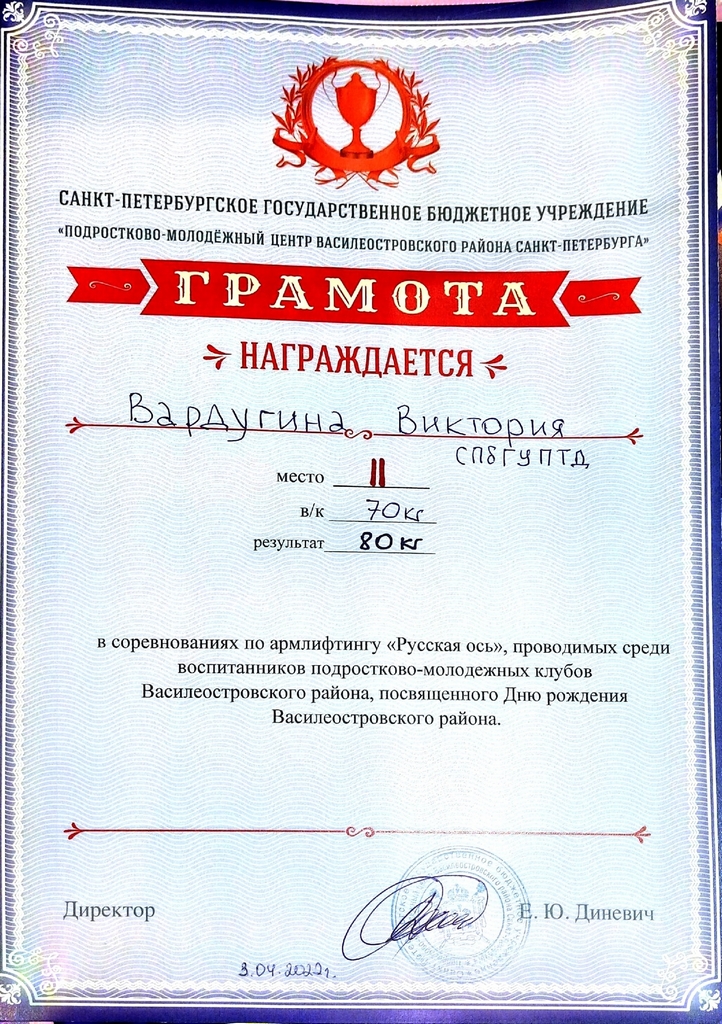 САНКТ-ПЕТЕРБУРГСКОЕ ГОСУДАРСТВЕННОЕ БЮДЖЕТНОЕ УЧРЕЖДЕНИЕ
«ПОДРОСТКОВО-МОЛОДЁЖНЫЙ ЦЕНТР ВАСИЛЕОСТРОВСКОГО РАЙОНА САНКТ-ПЕТЕРБУРГА»
ГРАМОТА
НАГРАЖДАЕТСЯ
Вардугина Виктория
СПбГУПТД
место II
в/к 70кг
результат 80кг
в соревнованиях по армлифтингу «Русская ось», проводимых среди
воспитанников подростково-молодежных клубов
Василеостровского района, посвященного Дню рождения
Василеостровского района.
Директор Е. Ю. Диневич
3.04.2022г.